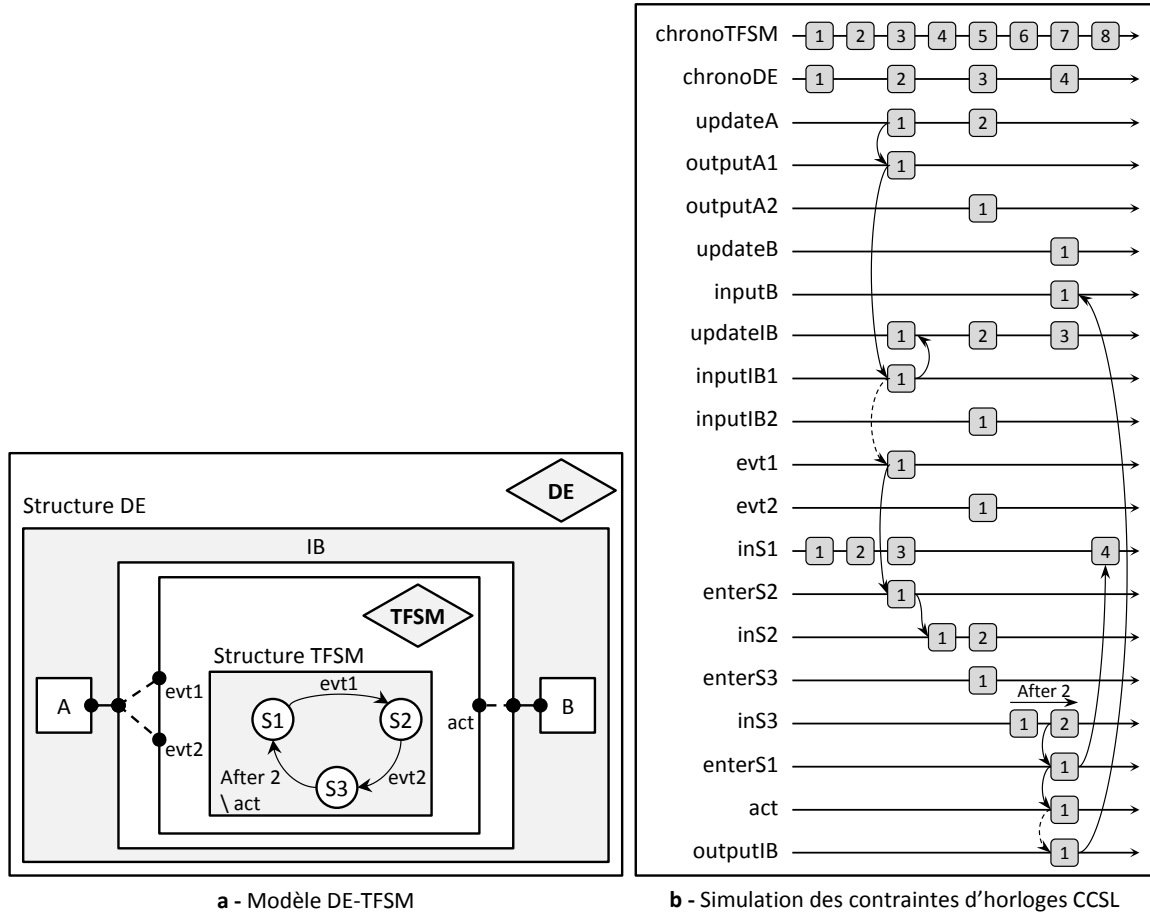 DE
Structure DE
IB
TFSM
Structure TFSM
evt1
evt1
A
S1
S2
act
B
evt2
After 2
\ act
S3
evt2
a - Modèle DE-TFSM
chronoTFSM 1 2 3 4 5 6 7 8
chronoDE 1 2 3 4
updateA 1 2
outputA1 1
outputA2 1
updateB 1
inputB 1
updateIB 1 2 3
inputIB1 1
inputIB2 1
evt1 1
evt2 1
inS1 1 2 3 4
enterS2 1
inS2 1 2
enterS3 1
After 2
inS3 1 2
enterS1 1
act 1
outputIB 1
b - Simulation des contraintes d'horloges CCSL